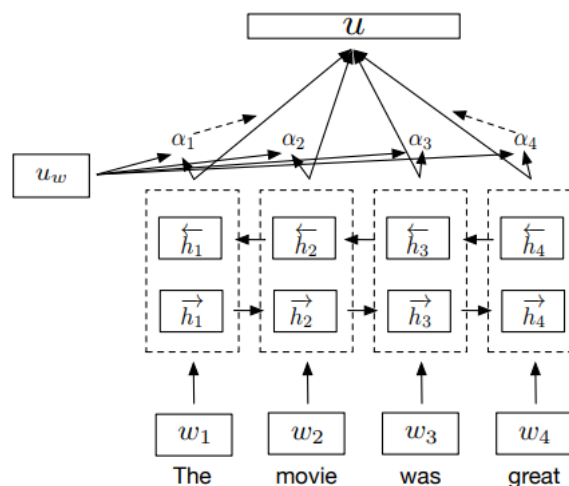 u
α₁ α₂ α₃ α₄
u_w
←h₁ ←h₂ ←h₃ ←h₄
→h₁ →h₂ →h₃ →h₄
w₁ w₂ w₃ w₄
The movie was great